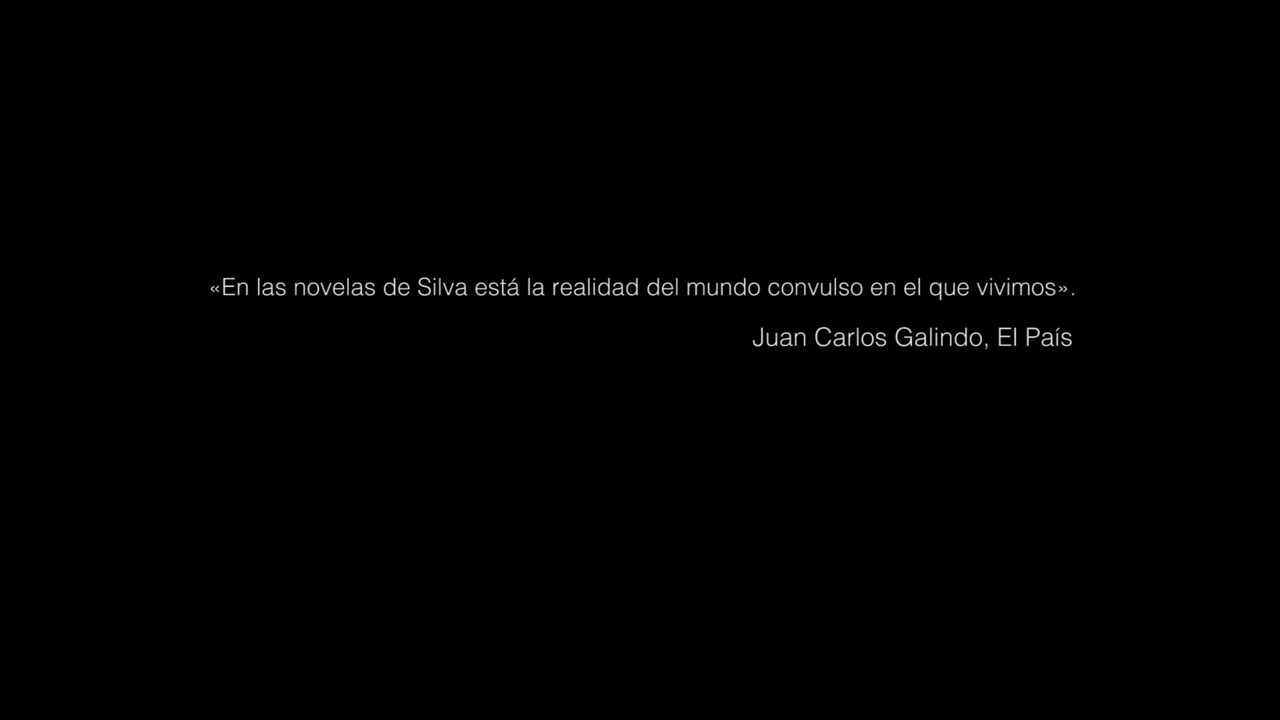 «En las novelas de Silva está la realidad del mundo convulso en el que vivimos».
Juan Carlos Galindo, El País